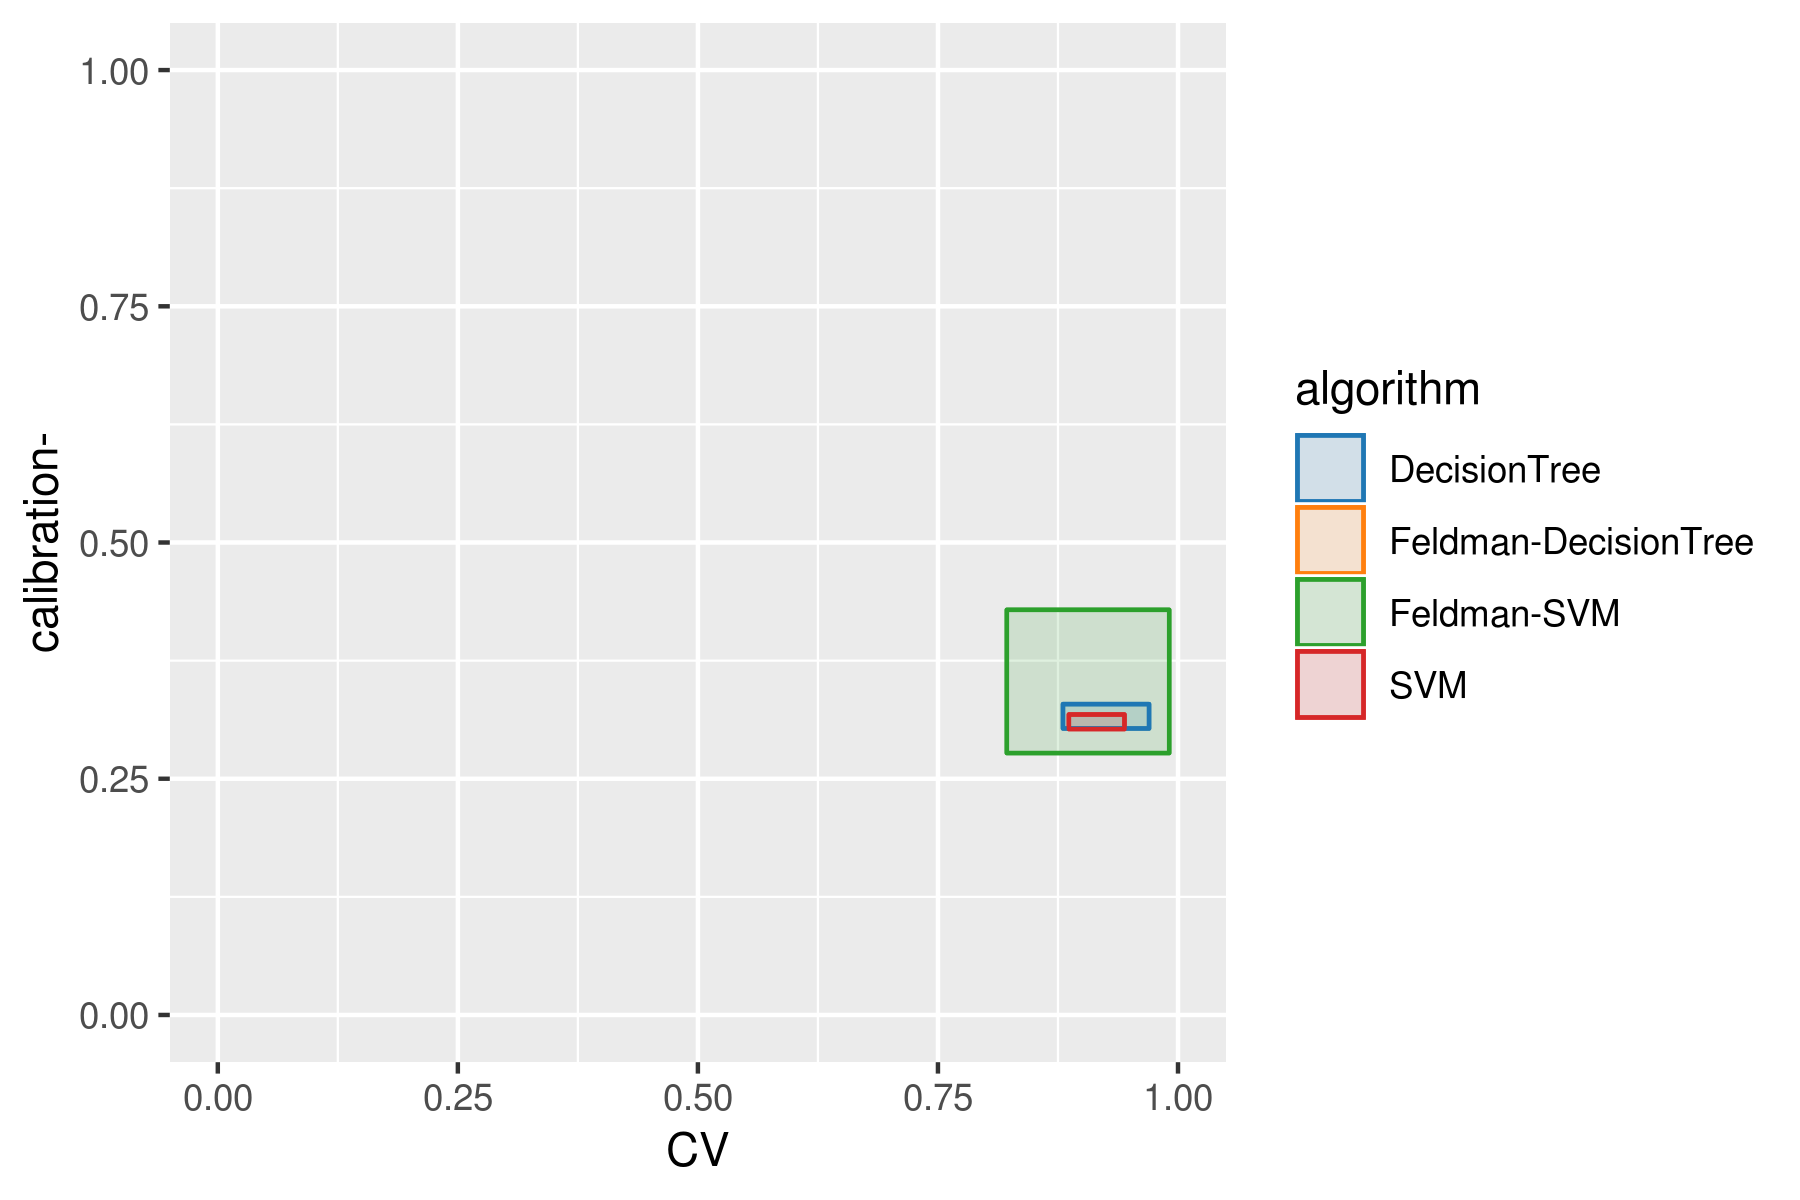 1.00
0.75
0.50
0.25
0.00
calibration-
0.00 0.25 0.50 0.75 1.00
CV
algorithm
DecisionTree
Feldman-DecisionTree
Feldman-SVM
SVM